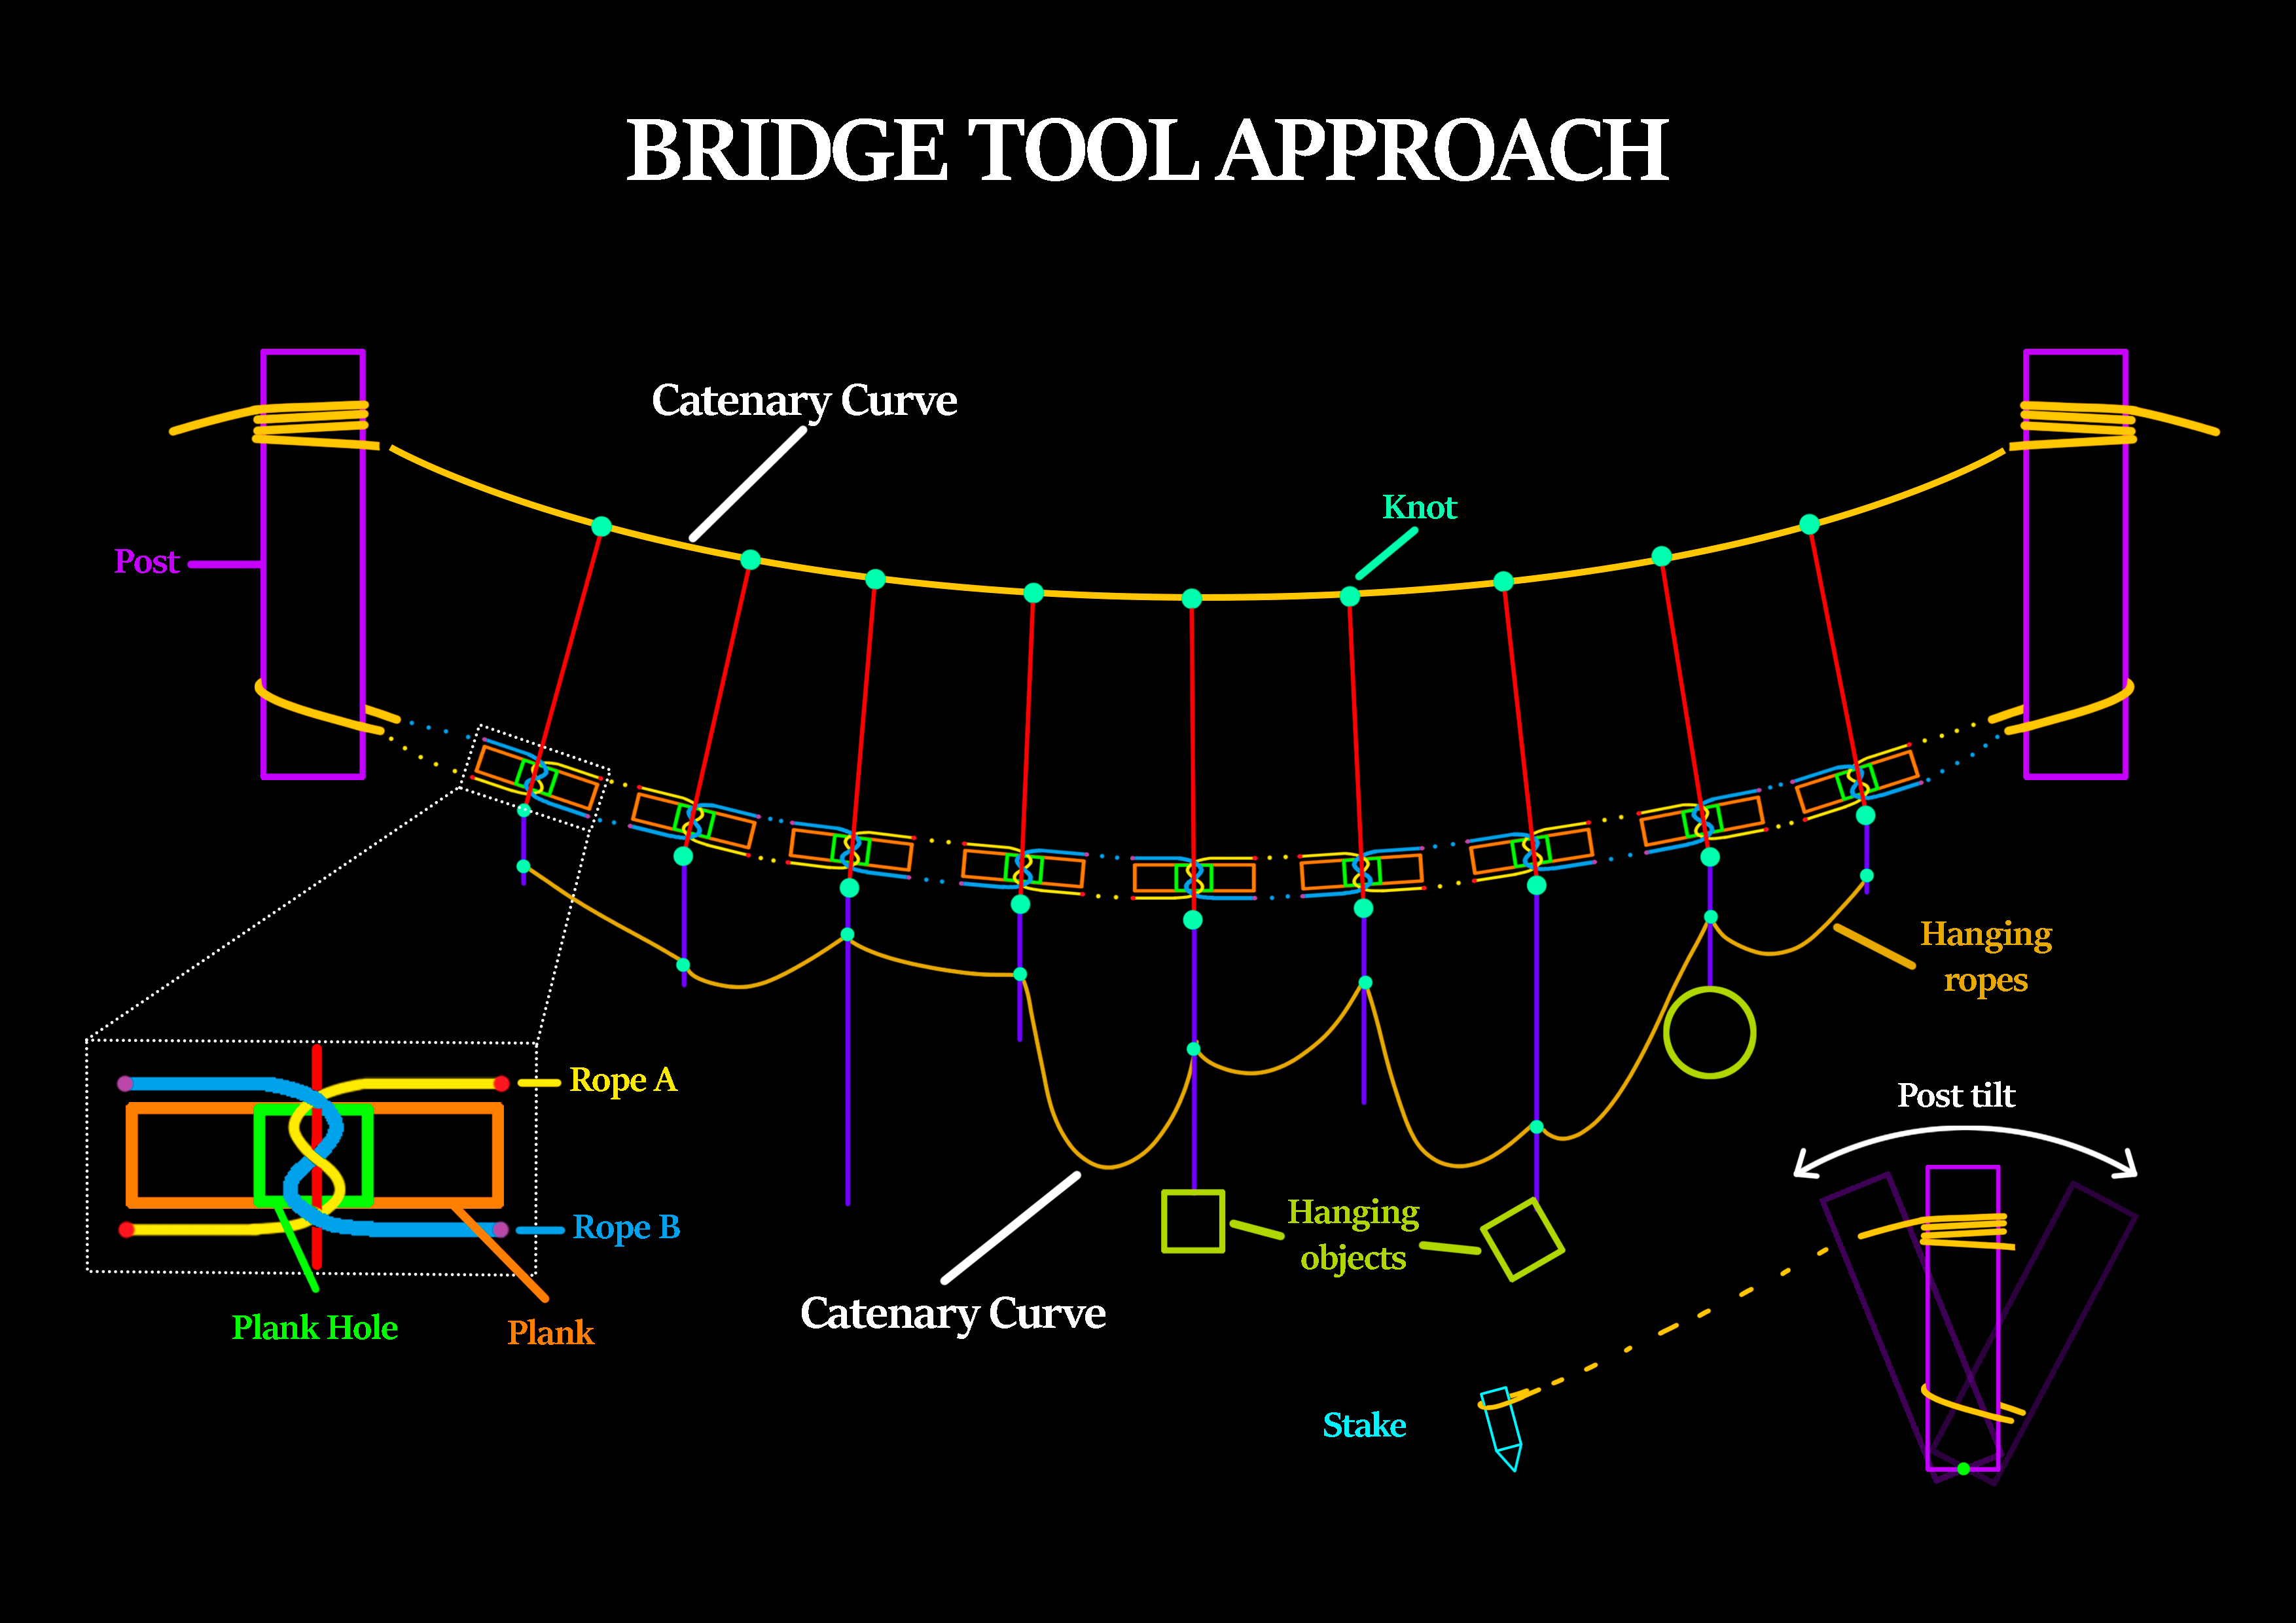 BRIDGE TOOL APPROACH
Catenary Curve
Knot
Post
Hanging
ropes
Rope A
Post tilt
Rope B
Hanging
objects
Catenary Curve
Plank Hole
Plank
Stake